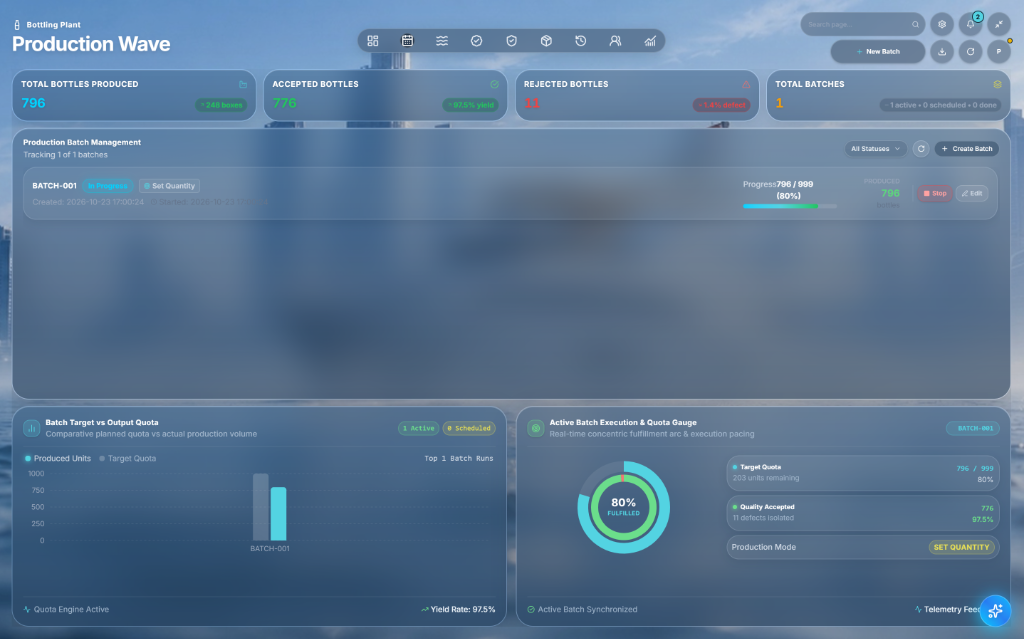 Bottling Plant
Production Wave
Search page...
2
New Batch
P
TOTAL BOTTLES PRODUCED
796
248 boxes
ACCEPTED BOTTLES
776
97.5% yield
REJECTED BOTTLES
11
1.4% defect
TOTAL BATCHES
1
1 active • 0 scheduled • 0 done
Production Batch Management
Tracking 1 of 1 batches
All Statuses
+ Create Batch
BATCH-001
In Progress
Set Quantity
Created: 2026-10-23 17:00:24
Started: 2026-10-23
Progress 796 / 999
(80%)
PRODUCED
796
Stop
Edit
Batch Target vs Output Quota
Comparative planned quota vs actual production volume
1 Active
0 Scheduled
Produced Units
Target Quota
Top 1 Batch Runs
1000
750
500
250
0
BATCH-001
Quota Engine Active
Yield Rate: 97.5%
Active Batch Execution & Quota Gauge
Real-time concentric fulfillment arc & execution pacing
BATCH-001
80%
FULFILLED
Target Quota
796 / 999
203 units remaining
80%
Quality Accepted
776
11 defects isolated
97.5%
Production Mode
SET QUANTITY
Active Batch Synchronized
Telemetry Feed